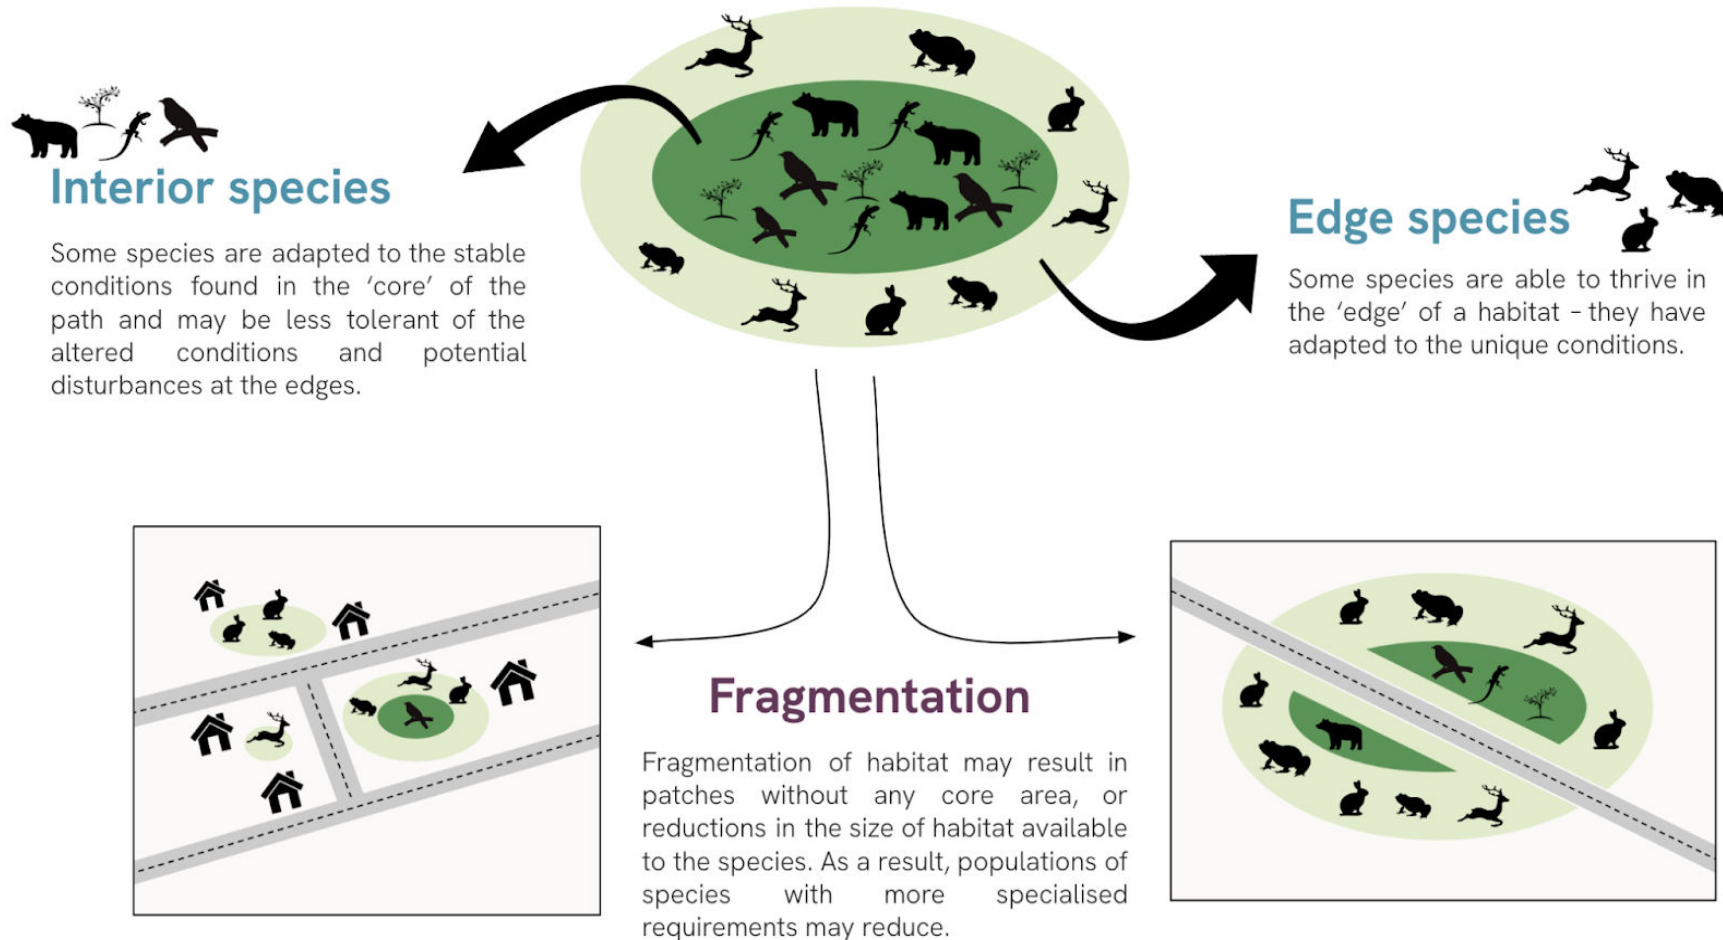 Interior species
Some species are adapted to the stable
conditions found in the ‘core’ of the
path and may be less tolerant of the
altered conditions and potential
disturbances at the edges.
Edge species
Some species are able to thrive in
the ‘edge’ of a habitat – they have
adapted to the unique conditions.
Fragmentation
Fragmentation of habitat may result in
patches without any core area, or
reductions in the size of habitat available
to the species. As a result, populations of
species with more specialised
requirements may reduce.